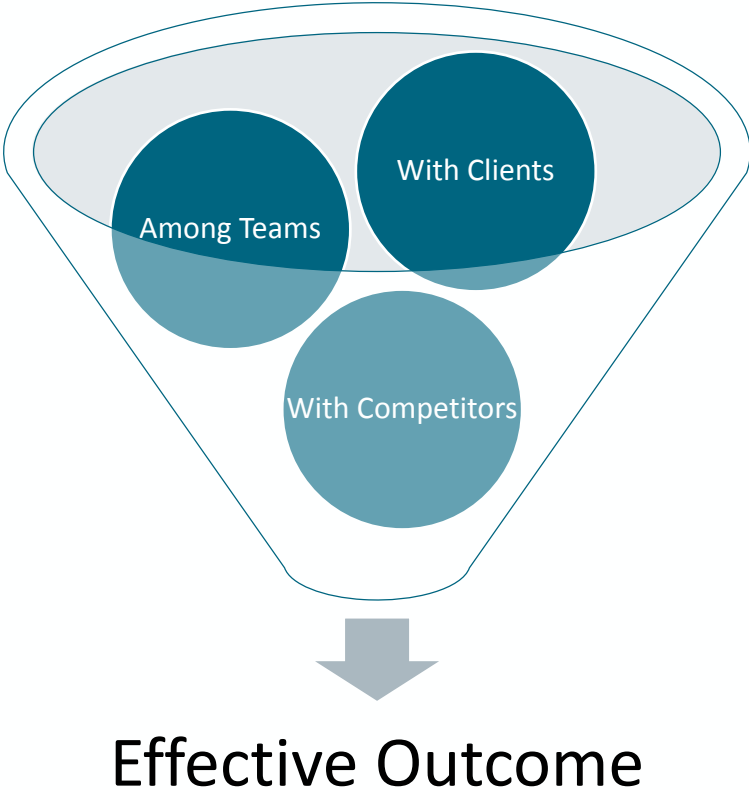 With Clients
Among Teams
With Competitors
Effective Outcome